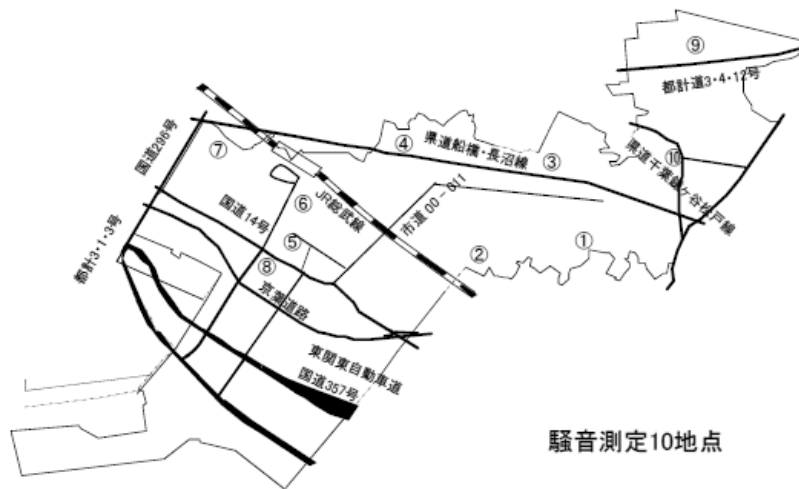 ⑨
都計道3・4・12号
国道296号
⑦
④
県道船橋・長沼線
③
⑩
県道千葉鎌ケ谷松戸線
JR総武線
⑥
国道14号
市道00-011
⑤
②
①
都計3・1・3号
⑧
京葉道路
東関東自動車道
国道357号
騒音測定10地点